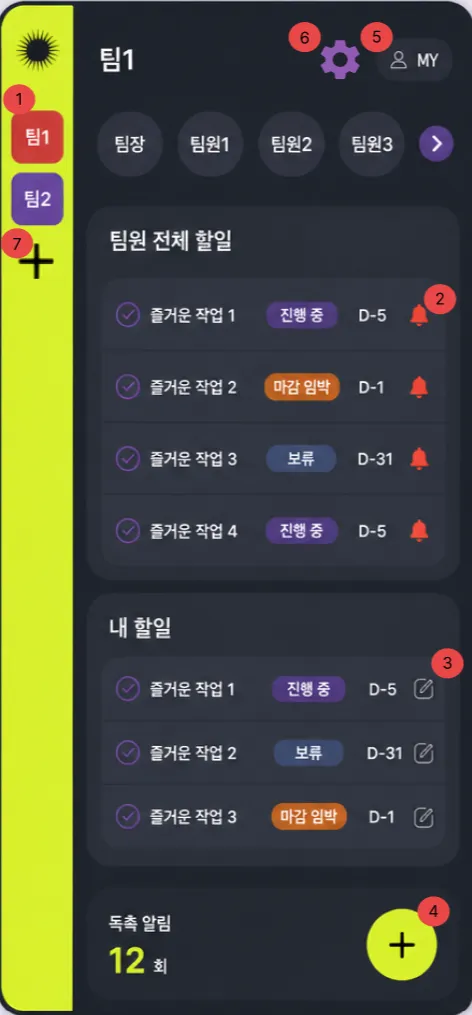 6
5
팀1
MY
1
팀1
팀2
7
팀장 팀원1 팀원2 팀원3
팀원 전체 할일
2
즐거운 작업 1 진행 중 D-5
즐거운 작업 2 마감 임박 D-1
즐거운 작업 3 보류 D-31
즐거운 작업 4 진행 중 D-5
내 할일
3
즐거운 작업 1 진행 중 D-5
즐거운 작업 2 보류 D-31
즐거운 작업 3 마감 임박 D-1
독촉 알림
12 회
4